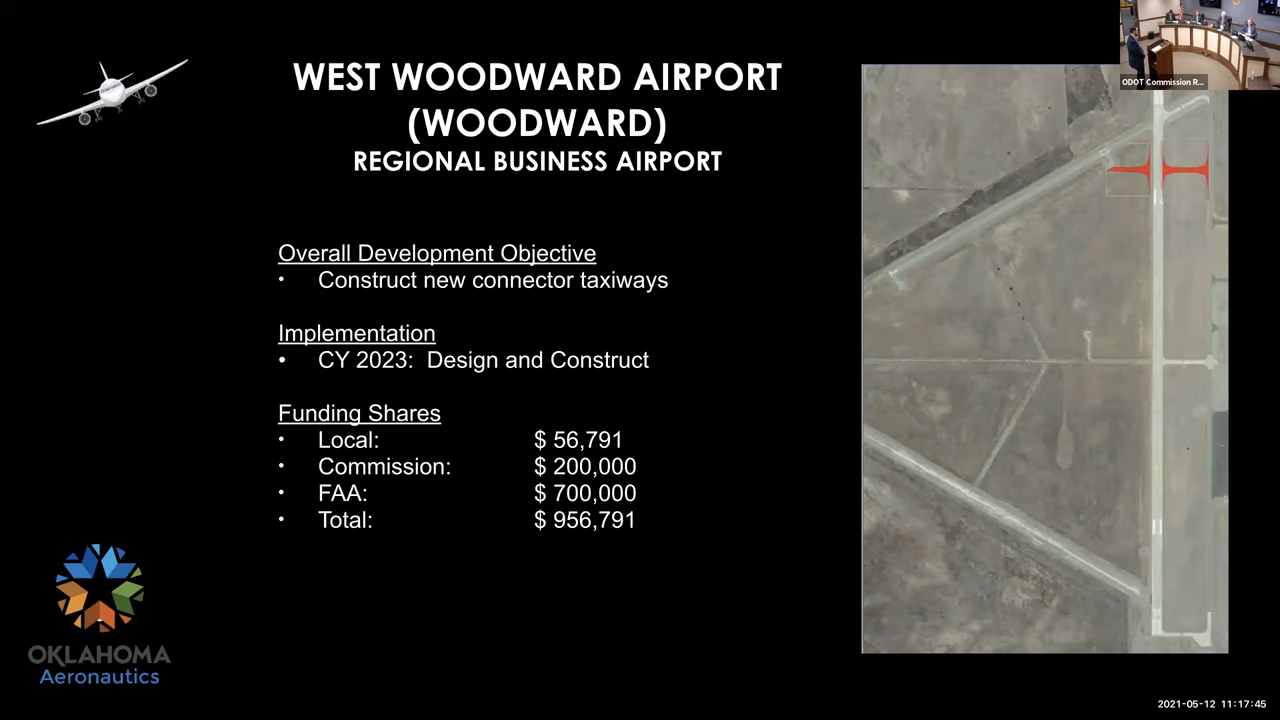 WEST WOODWARD AIRPORT
(WOODWARD)
REGIONAL BUSINESS AIRPORT
Overall Development Objective
• Construct new connector taxiways
Implementation
• CY 2023: Design and Construct
Funding Shares
• Local: $ 56,791
• Commission: $ 200,000
• FAA: $ 700,000
• Total: $ 956,791
OKLAHOMA
Aeronautics
ODOT Commission R...
2021-05-12 11:17:45